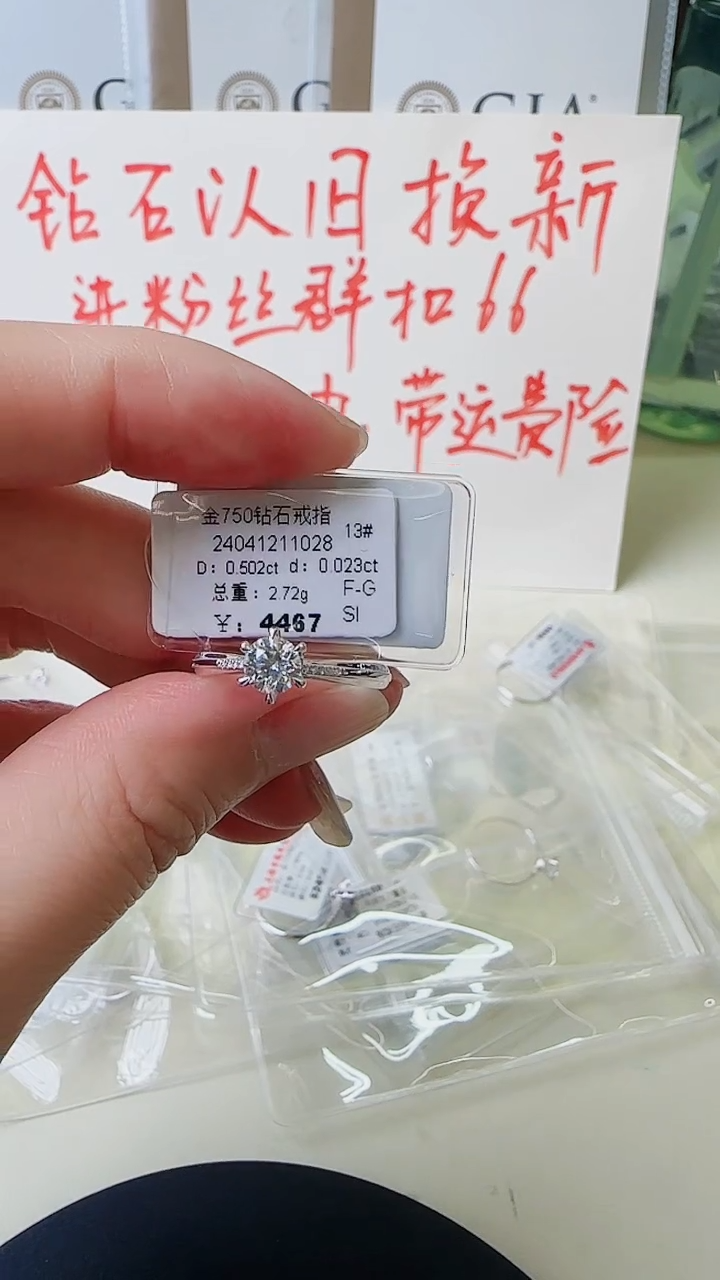 GIA
钻石认旧换新
进粉丝群扣66
带运费险
金750钻石戒指
13#
24041211028
D: 0.502ct d: 0.023ct
总重: 2.72g
F-G
￥: 4467
SI